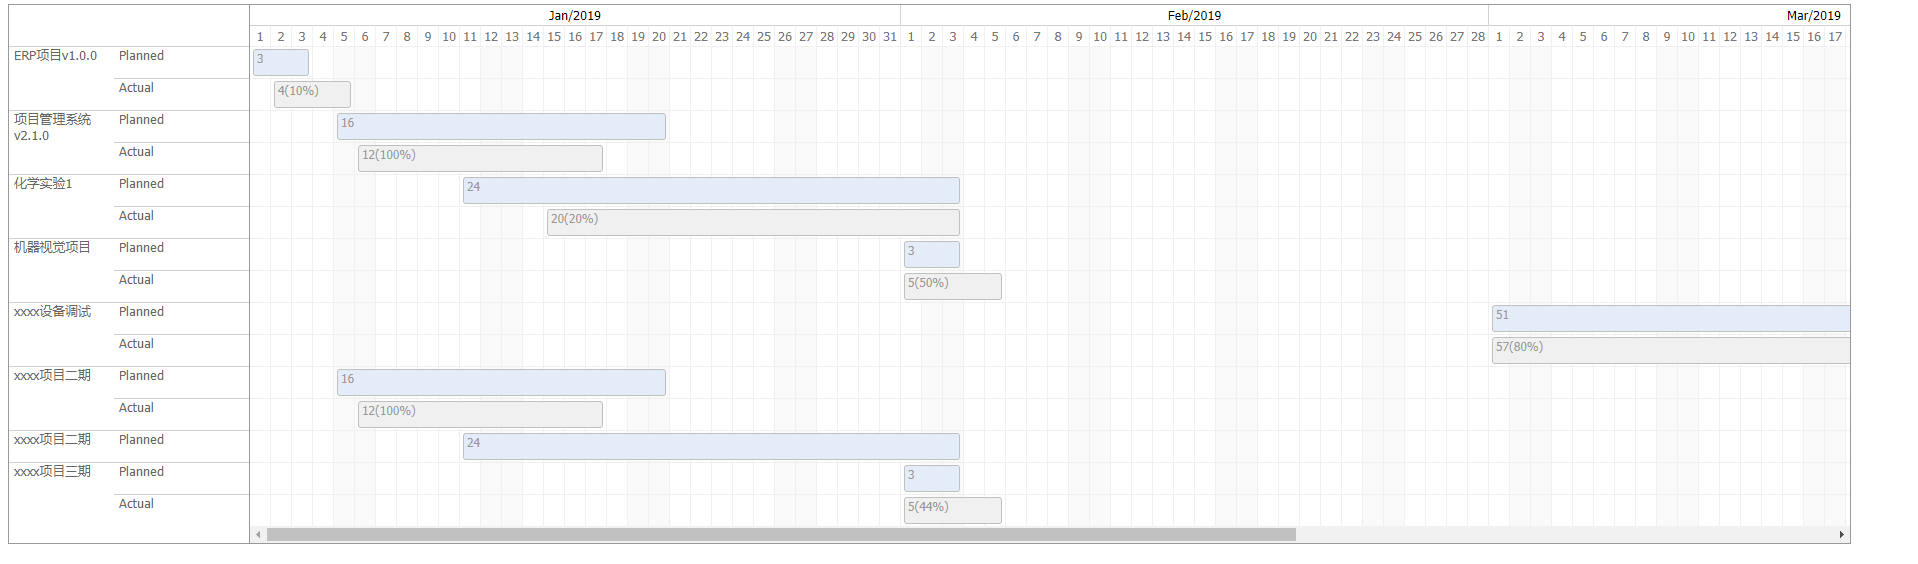 Jan/2019 Feb/2019 Mar/2019
1 2 3 4 5 6 7 8 9 10 11 12 13 14 15 16 17 18 19 20 21 22 23 24 25 26 27 28 29 30 31 1 2 3 4 5 6 7 8 9 10 11 12 13 14 15 16 17 18 19 20 21 22 23 24 25 26 27 28 1 2 3 4 5 6 7 8 9 10 11 12 13 14 15 16 17
ERP项目v1.0.0 Planned 3
Actual 4(10%)
项目管理系统 Planned 16
v2.1.0
Actual 12(100%)
化学实验1 Planned 24
Actual 20(20%)
机器视觉项目 Planned 3
Actual 5(50%)
xxxx设备调试 Planned 51
Actual 57(80%)
xxxx项目二期 Planned 16
Actual 12(100%)
xxxx项目二期 Planned 24
xxxx项目三期 Planned 3
Actual 5(44%)